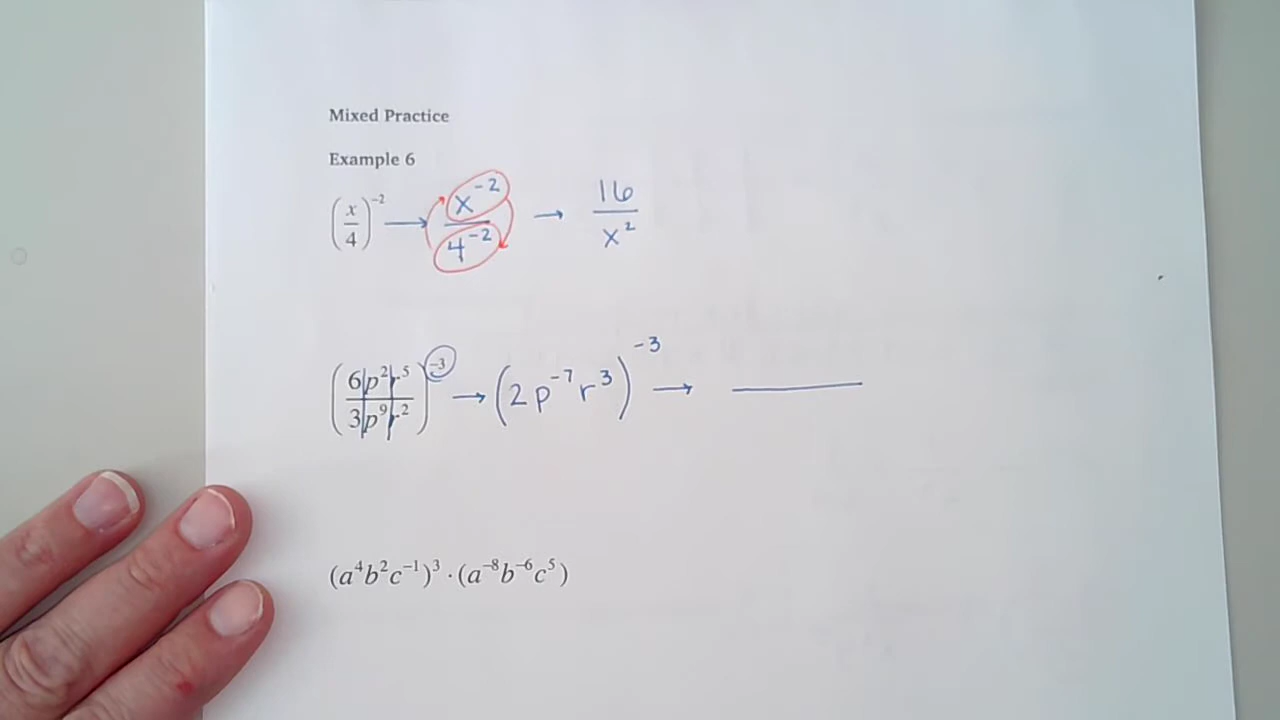 Mixed Practice
Example 6
(x/4)^-2 → x^-2/4^-2 → 16/x^2
(6p^2r^5/3p^9r^2)^-3 → (2p^-7r^3)^-3 →
(a^4b^2c^-1)^3 · (a^-8b^-6c^5)